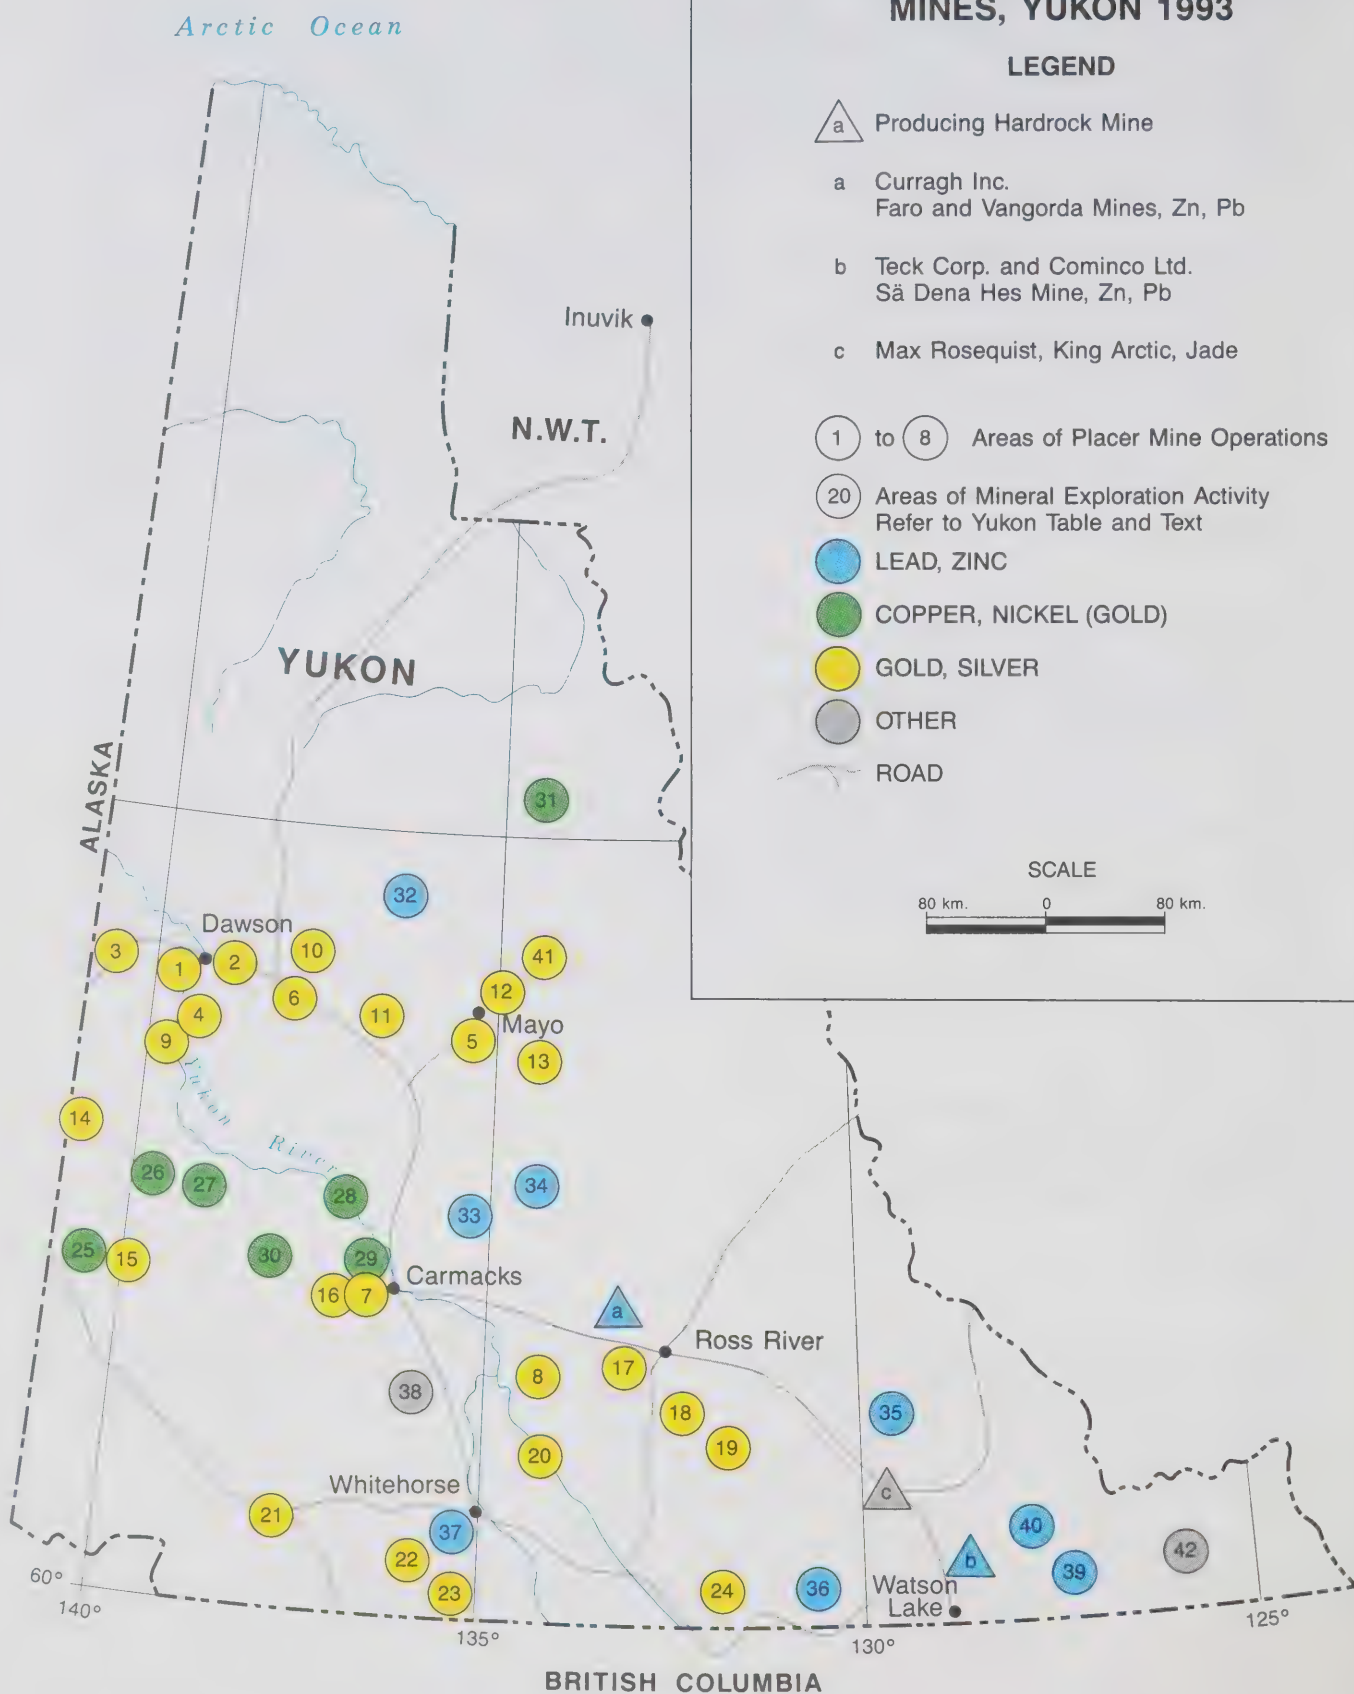 Arctic Ocean
MINES, YUKON 1993
LEGEND
a Producing Hardrock Mine
a Curragh Inc.
Faro and Vangorda Mines, Zn, Pb
b Teck Corp. and Cominco Ltd.
Sä Dena Hes Mine, Zn, Pb
c Max Rosequist, King Arctic, Jade
1 to 8 Areas of Placer Mine Operations
20 Areas of Mineral Exploration Activity
Refer to Yukon Table and Text
LEAD, ZINC
COPPER, NICKEL (GOLD)
GOLD, SILVER
OTHER
ROAD
SCALE
80 km. 0 80 km.
Inuvik
N.W.T.
YUKON
ALASKA
31
32
Dawson
3
1
2
10
41
6
12
4
11
Mayo
9
5
13
Yukon River
14
26
27
28
34
33
25
15
30
29
Carmacks
16
7
a
Ross River
17
8
38
18
35
19
20
Whitehorse
c
21
37
40
22
b
42
39
23
24
36
Watson
Lake
60°
140°
135°
130°
125°
BRITISH COLUMBIA